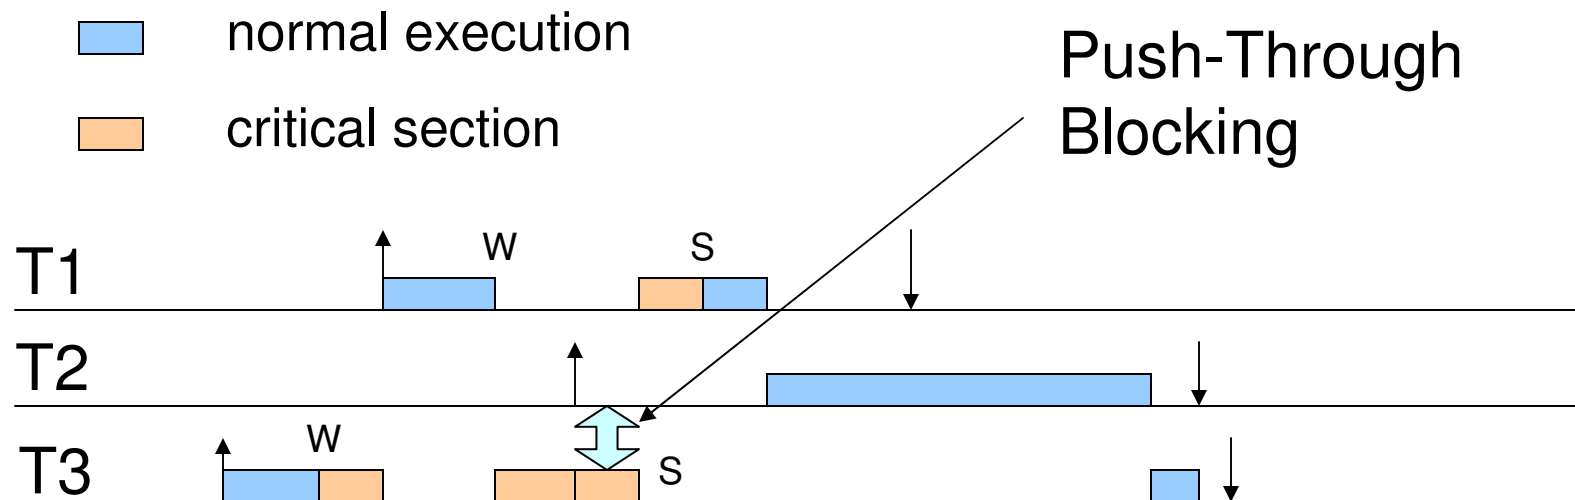 normal execution
critical section
Push-Through
Blocking
T1
W
S
T2
T3
W
S